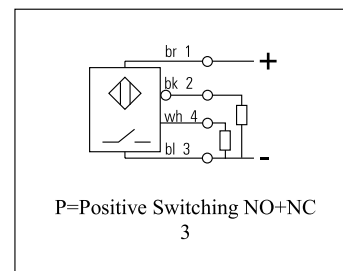 br 1
+
bk 2
wh 4
bl 3
-
P=Positive Switching NO+NC
3